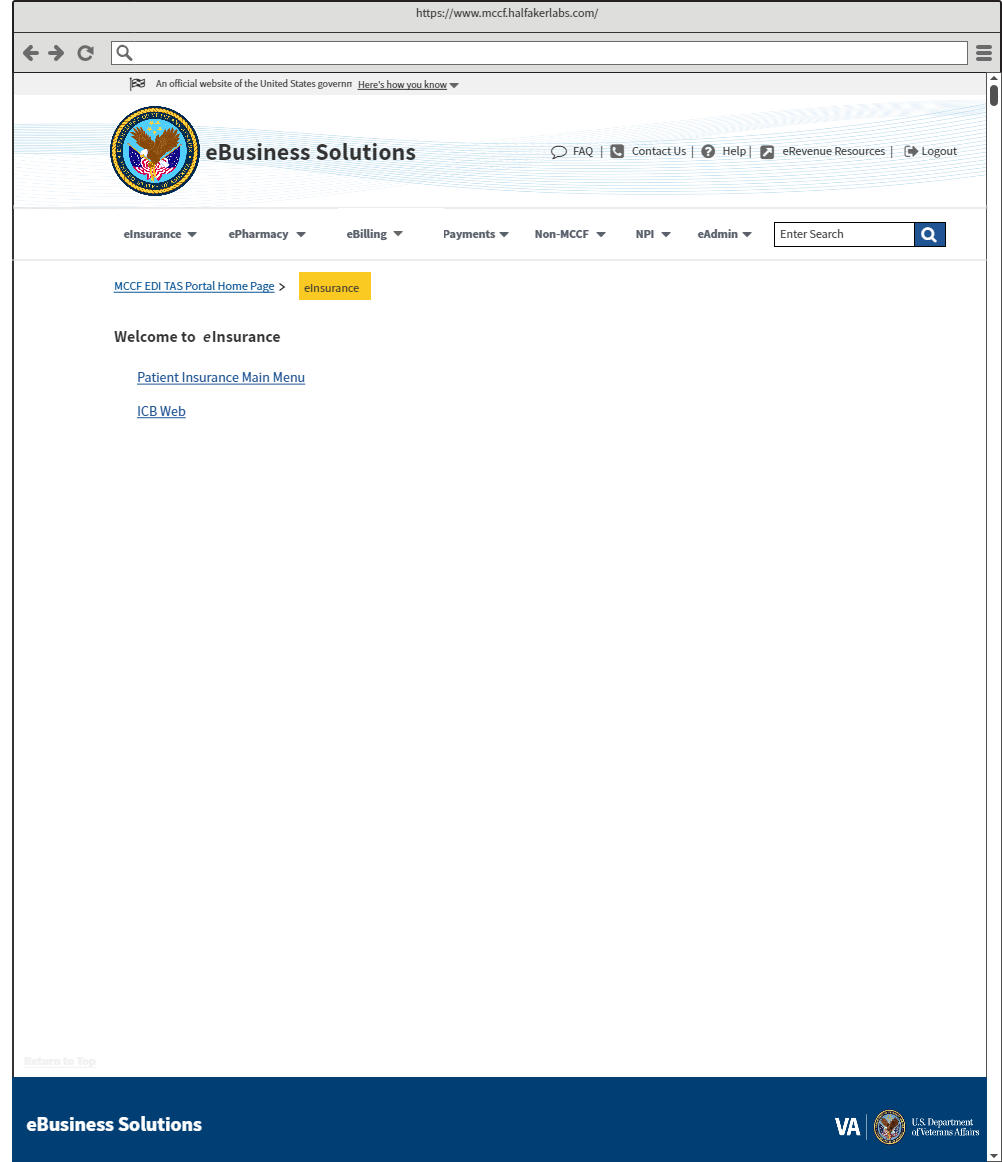 https://www.mccf.halfakerlabs.com/
An official website of the United States governn Here's how you know
eBusiness Solutions
FAQ | Contact Us | Help | eRevenue Resources | Logout
eInsurance ePharmacy eBilling Payments Non-MCCF NPI eAdmin Enter Search
MCCF EDI TAS Portal Home Page > eInsurance
Welcome to eInsurance
Patient Insurance Main Menu
ICB Web
Return to Top
eBusiness Solutions
VA
U.S. Department
of Veterans Affairs